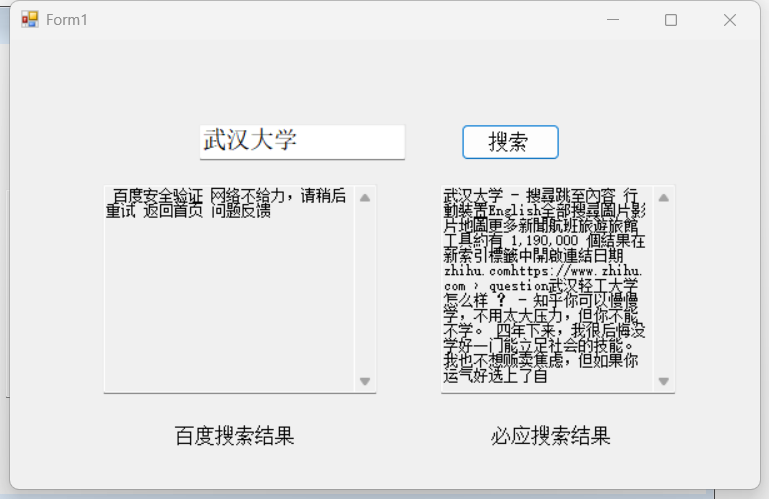 Form1
武汉大学
搜索
百度安全验证 网络不给力，请稍后
重试 返回首页 问题反馈
武汉大学 - 搜尋跳至內容 行
動裝置English全部搜尋圖片影
片地圖更多新聞航班旅遊旅館
工具約有 1,190,000 個結果在
新索引標籤中開啟連結日期
zhihu.comhttps://www.zhihu.
com › question武汉轻工大学
怎么样 ？ - 知乎你可以慢慢
学，不用太大压力，但你不能
不学。 四年下来，我很后悔没
学好一门能立足社会的技能。
我也不想贩卖焦虑，但如果你
运气好选上了自
百度搜索结果
必应搜索结果